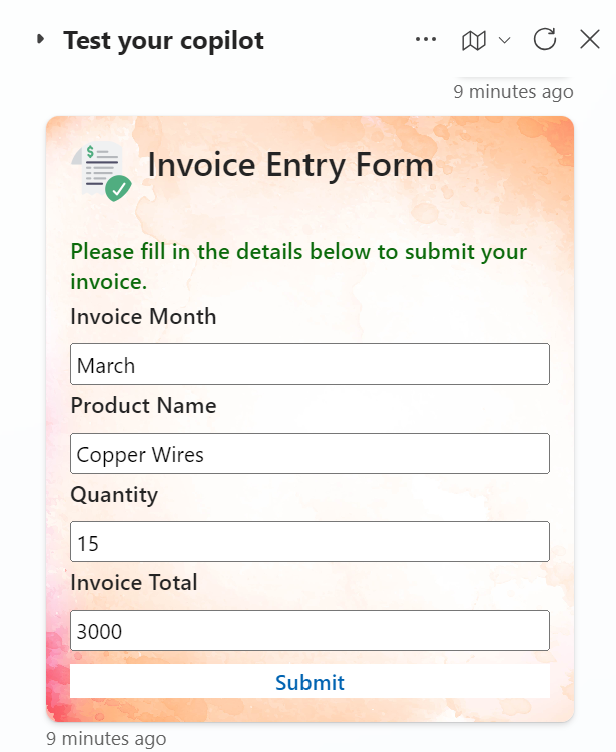 Test your copilot
9 minutes ago
$
Invoice Entry Form
Please fill in the details below to submit your
invoice.
Invoice Month
March
Product Name
Copper Wires
Quantity
15
Invoice Total
3000
Submit
9 minutes ago